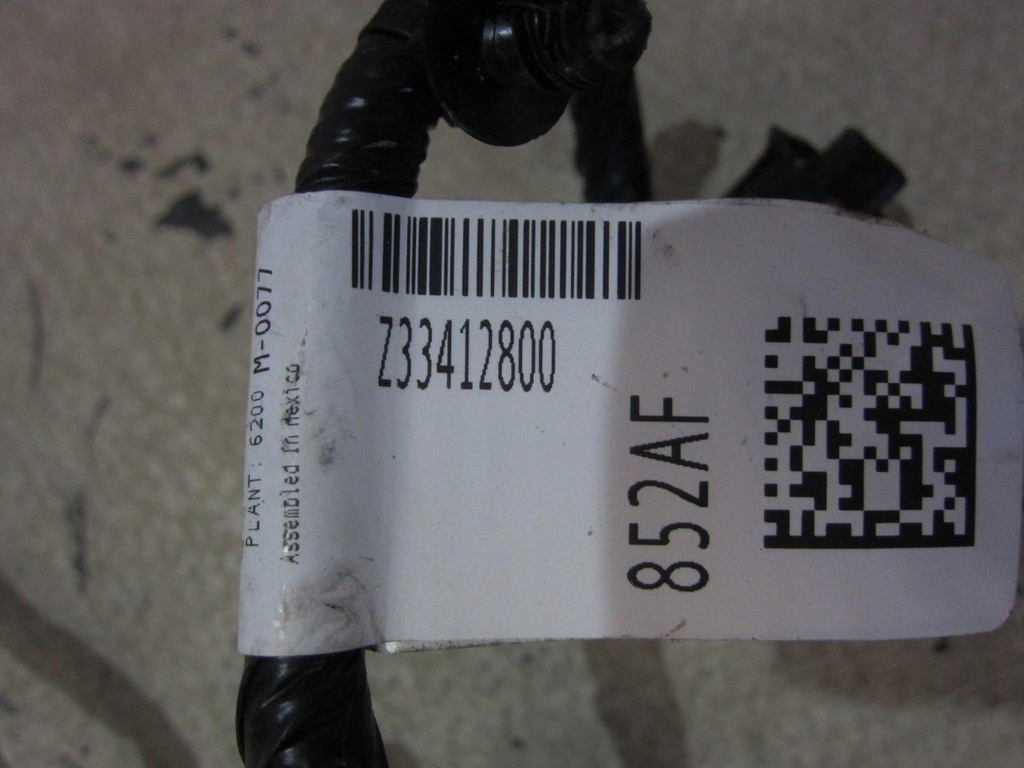 Z33412800
852AF
PLANT: 6200 M-0077
Assembled in Mexico